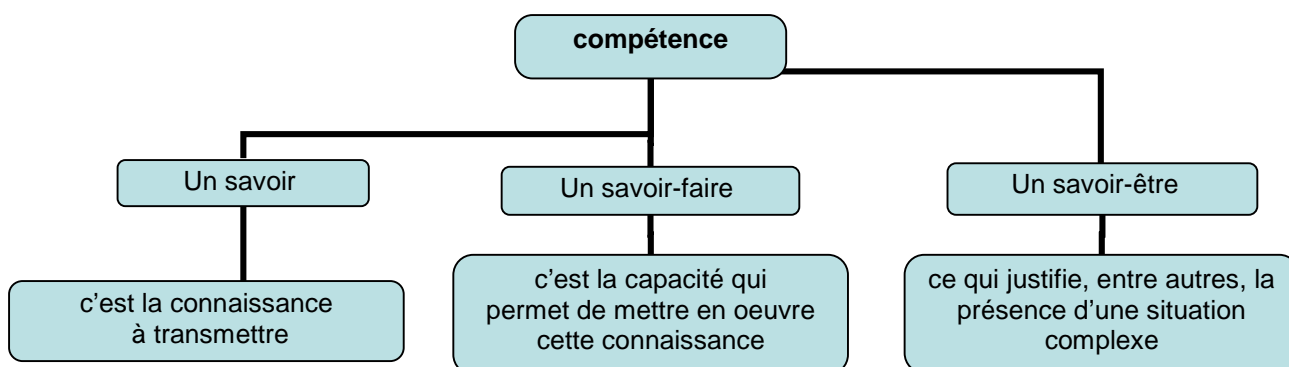 compétence
Un savoir
Un savoir-faire
Un savoir-être
c'est la connaissance
à transmettre
c'est la capacité qui
permet de mettre en oeuvre
cette connaissance
ce qui justifie, entre autres, la
présence d'une situation
complexe